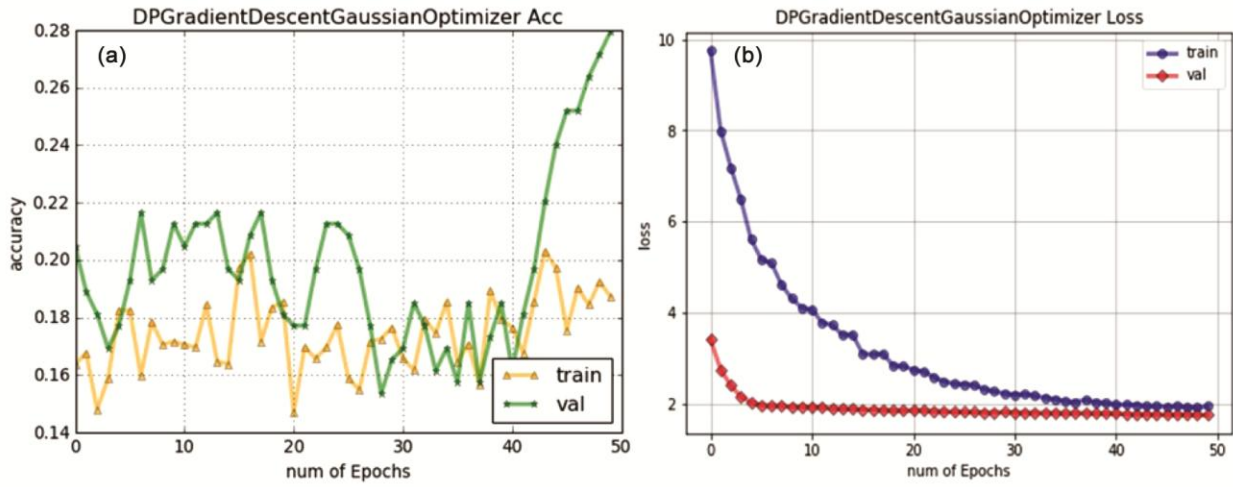 DPGradientDescentGaussianOptimizer Acc
(a)
0.28
0.26
0.24
0.22
0.20
0.18
0.16
0.14
accuracy
train
val
0 10 20 30 40 50
num of Epochs
DPGradientDescentGaussianOptimizer Loss
(b)
train
val
10
8
6
4
2
loss
0 10 20 30 40 50
num of Epochs